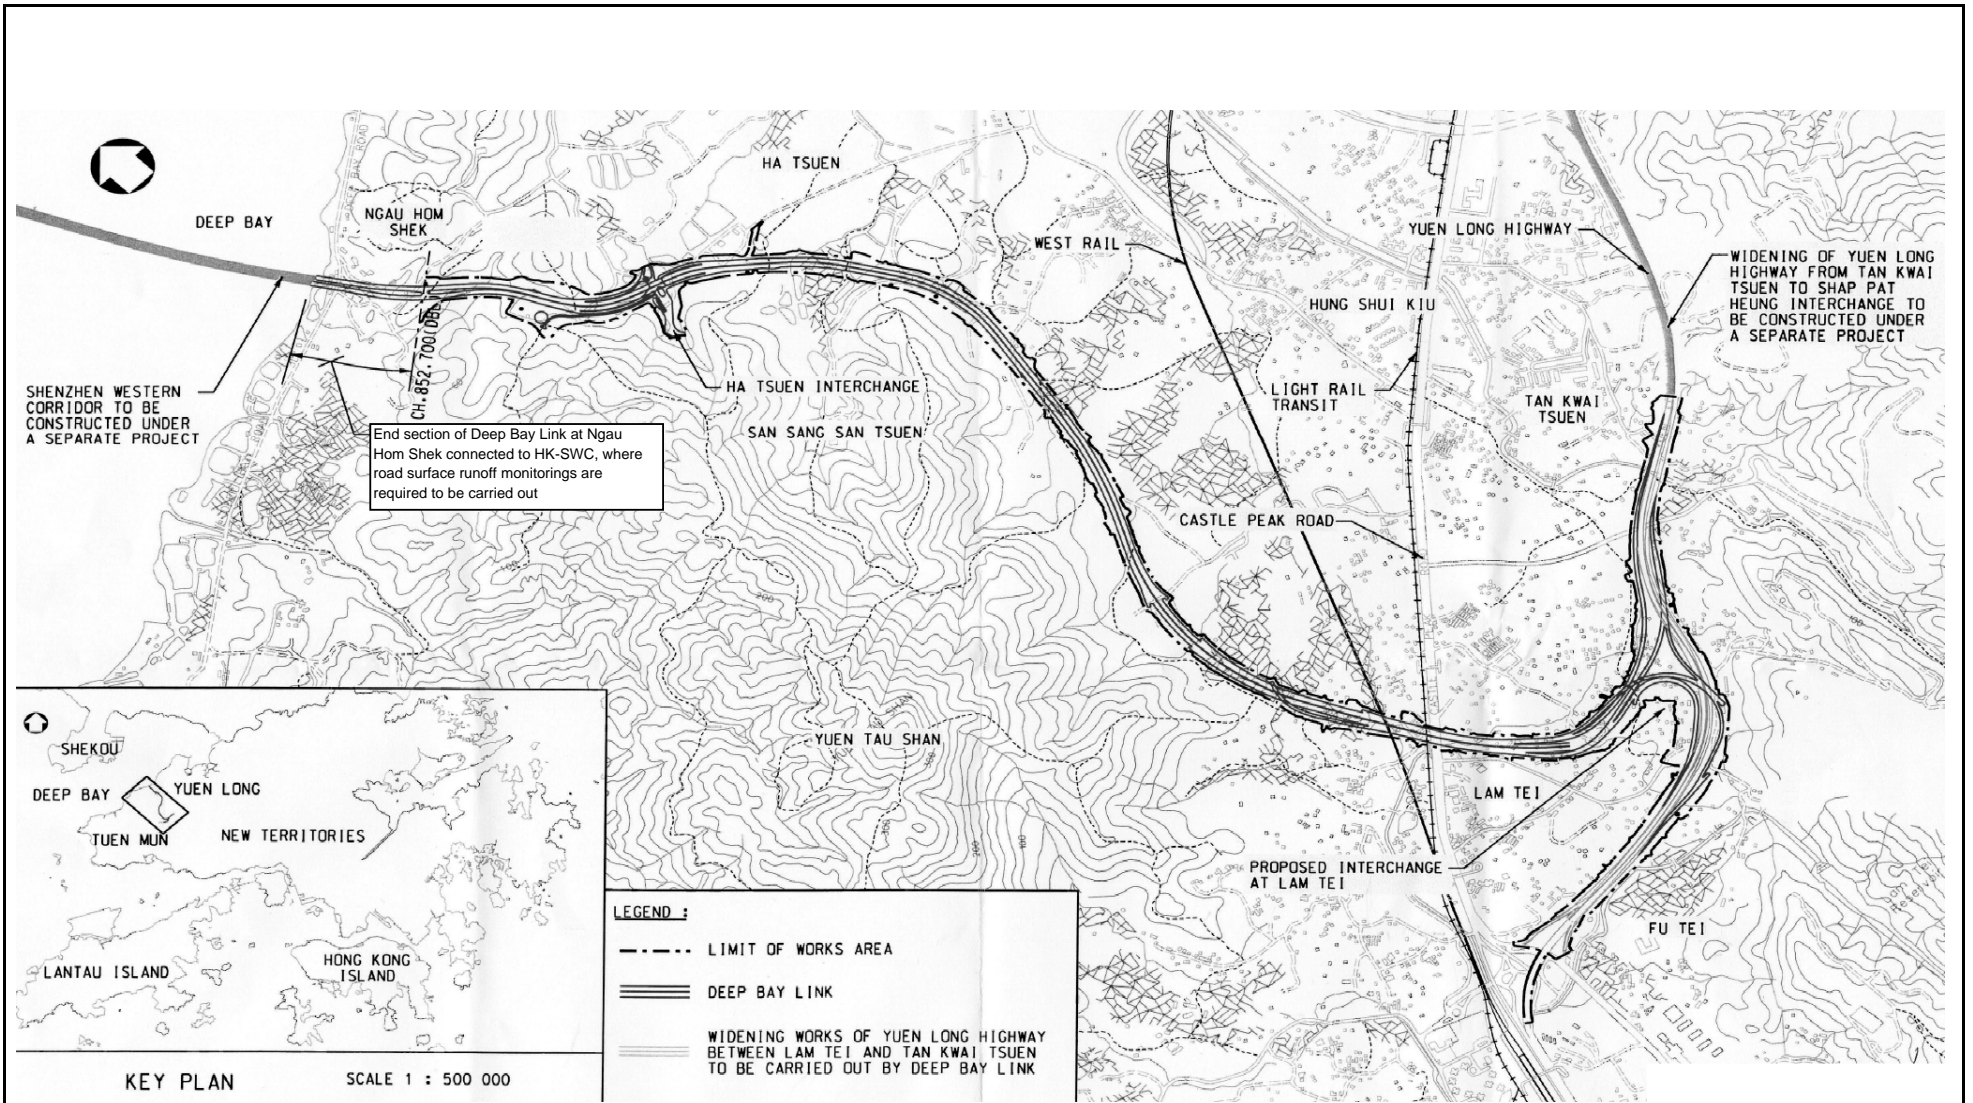 HA TSUEN
DEEP BAY
NGAU HOM
SHEK
DEEP BAY ROAD
WEST RAIL
YUEN LONG HIGHWAY
WIDENING OF YUEN LONG
HIGHWAY FROM TAN KWAI
TSUEN TO SHAP PAT
HEUNG INTERCHANGE TO
BE CONSTRUCTED UNDER
A SEPARATE PROJECT
HUNG SHUI KIU
SHENZHEN WESTERN
CORRIDOR TO BE
CONSTRUCTED UNDER
A SEPARATE PROJECT
HA TSUEN INTERCHANGE
LIGHT RAIL
TRANSIT
TAN KWAI
TSUEN
SAN SANG SAN TSUEN
End section of Deep Bay Link at Ngau
Hom Shek connected to HK-SWC, where
road surface runoff monitorings are
required to be carried out
CASTLE PEAK ROAD
YUEN TAU SHAN
LAM TEI
PROPOSED INTERCHANGE
AT LAM TEI
FU TEI
SHEKOU
DEEP BAY
YUEN LONG
TUEN MUN
NEW TERRITORIES
LANTAU ISLAND
HONG KONG
ISLAND
KEY PLAN
SCALE 1 : 500 000
LEGEND :
LIMIT OF WORKS AREA
DEEP BAY LINK
WIDENING WORKS OF YUEN LONG HIGHWAY
BETWEEN LAM TEI AND TAN KWAI TSUEN
TO BE CARRIED OUT BY DEEP BAY LINK